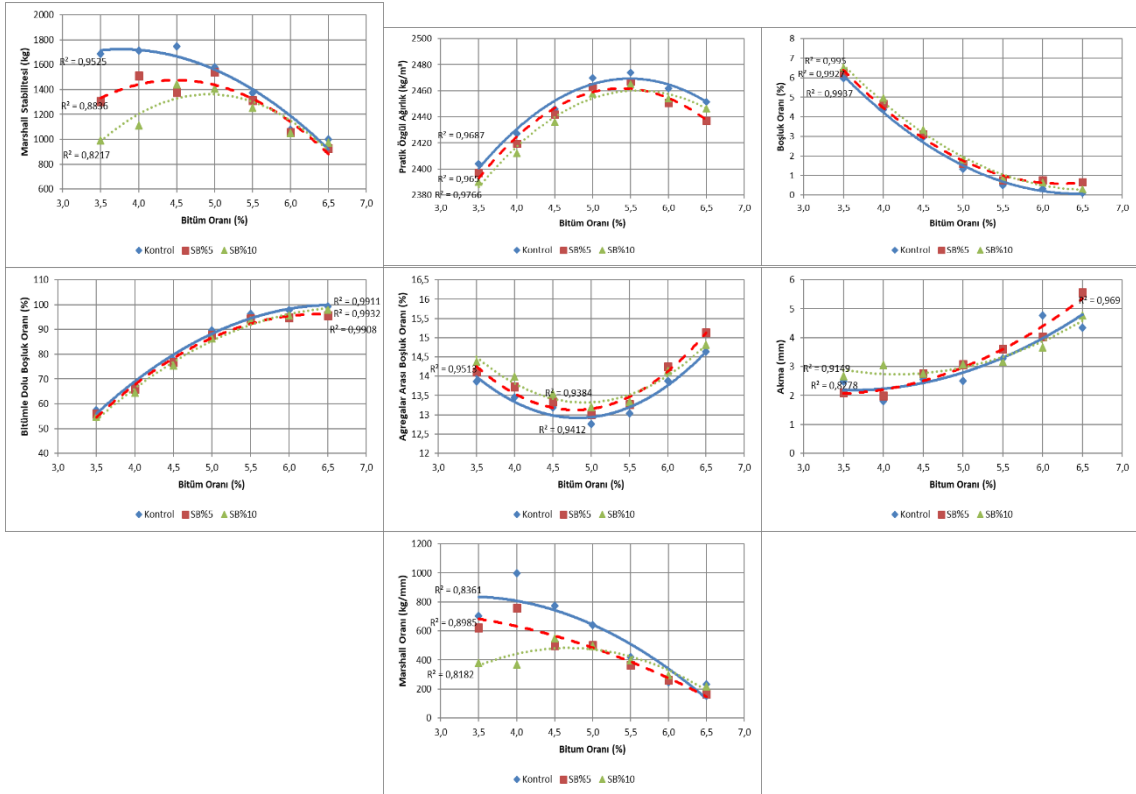 Marshall Stabilitesi (kg)
2000
1800
1600
1400
1200
1000
800
600
R² = 0,9525
R² = 0,8896
R² = 0,8217
3,0 3,5 4,0 4,5 5,0 5,5 6,0 6,5 7,0
Bitüm Oranı (%)
Kontrol SB%5 SB%10
Pratik Özgül Ağırlık (kg/m³)
2500
2480
2460
2440
2420
2400
2380
R² = 0,9687
R² = 0,965
R² = 0,9766
3,0 3,5 4,0 4,5 5,0 5,5 6,0 6,5 7,0
Bitüm Oranı (%)
Kontrol SB%5 SB%10
Boşluk Oranı (%)
8
7
6
5
4
3
2
1
0
R² = 0,995
R² = 0,992
R² = 0,9937
3,0 3,5 4,0 4,5 5,0 5,5 6,0 6,5 7,0
Bitüm Oranı (%)
Kontrol SB%5 SB%10
Bitümle Dolu Boşluk Oranı (%)
110
100
90
80
70
60
50
40
R² = 0,9911
R² = 0,9932
R² = 0,9908
3,0 3,5 4,0 4,5 5,0 5,5 6,0 6,5 7,0
Bitüm Oranı (%)
Kontrol SB%5 SB%10
Agregalar Arası Boşluk Oranı (%)
16,5
16
15,5
15
14,5
14
13,5
13
12,5
12
R² = 0,9513
R² = 0,9384
R² = 0,9412
3,0 3,5 4,0 4,5 5,0 5,5 6,0 6,5 7,0
Bitüm Oranı (%)
Kontrol SB%5 SB%10
Akma (mm)
6
5
4
3
2
1
0
R² = 0,969
R² = 0,9149
R² = 0,8278
3,0 3,5 4,0 4,5 5,0 5,5 6,0 6,5 7,0
Bitum Oranı (%)
Kontrol SB%5 SB%10
Marshall Oranı (kg/mm)
1200
1000
800
600
400
200
0
R² = 0,8361
R² = 0,8985
R² = 0,8182
3,0 3,5 4,0 4,5 5,0 5,5 6,0 6,5 7,0
Bitum Oranı (%)
Kontrol SB%5 SB%10